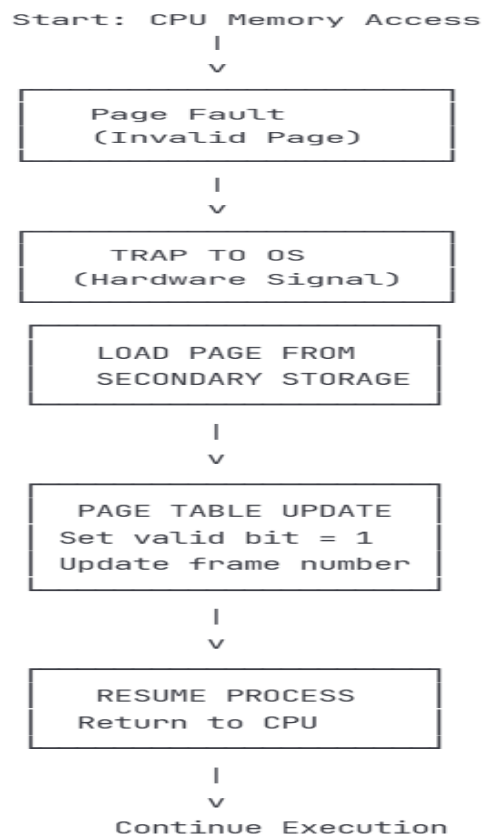 Start: CPU Memory Access
Page Fault
(Invalid Page)
TRAP TO OS
(Hardware Signal)
LOAD PAGE FROM
SECONDARY STORAGE
PAGE TABLE UPDATE
Set valid bit = 1
Update frame number
RESUME PROCESS
Return to CPU
Continue Execution